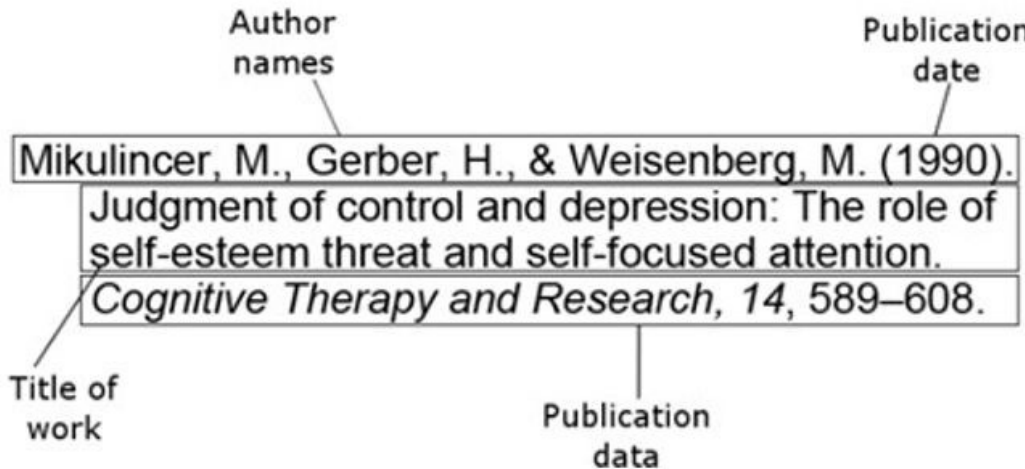 Author
names
Publication
date
Mikulincer, M., Gerber, H., & Weisenberg, M. (1990).
Judgment of control and depression: The role of
self-esteem threat and self-focused attention.
Cognitive Therapy and Research, 14, 589–608.
Title of
work
Publication
data